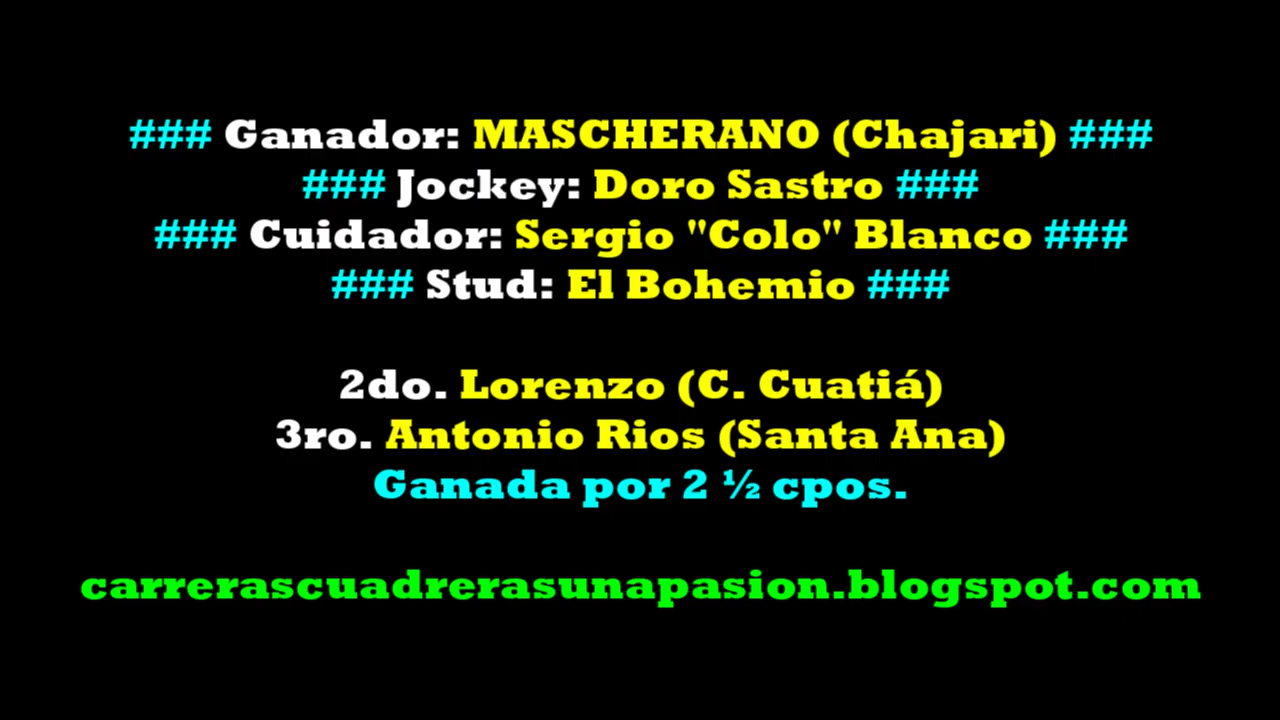 ### Ganador: MASCHERANO (Chajari) ###
### Jockey: Doro Sastro ###
### Cuidador: Sergio "Colo" Blanco ###
### Stud: El Bohemio ###
2do. Lorenzo (C. Cuatiá)
3ro. Antonio Rios (Santa Ana)
Ganada por 2 ½ cpos.
carrerascuadrerasunapasion.blogspot.com